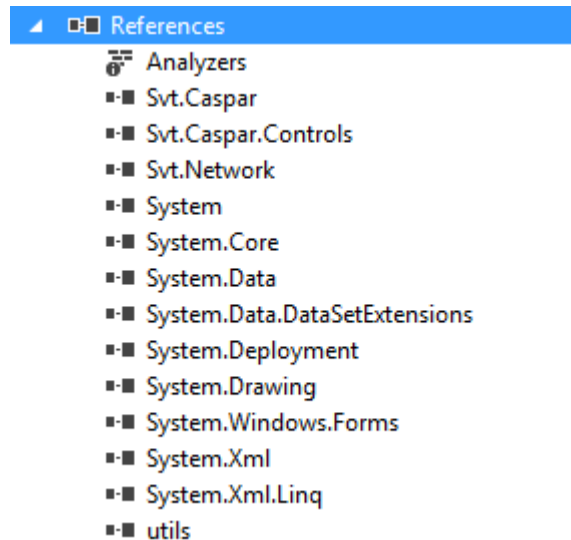 References
Analyzers
Svt.Caspar
Svt.Caspar.Controls
Svt.Network
System
System.Core
System.Data
System.Data.DataSetExtensions
System.Deployment
System.Drawing
System.Windows.Forms
System.Xml
System.Xml.Linq
utils